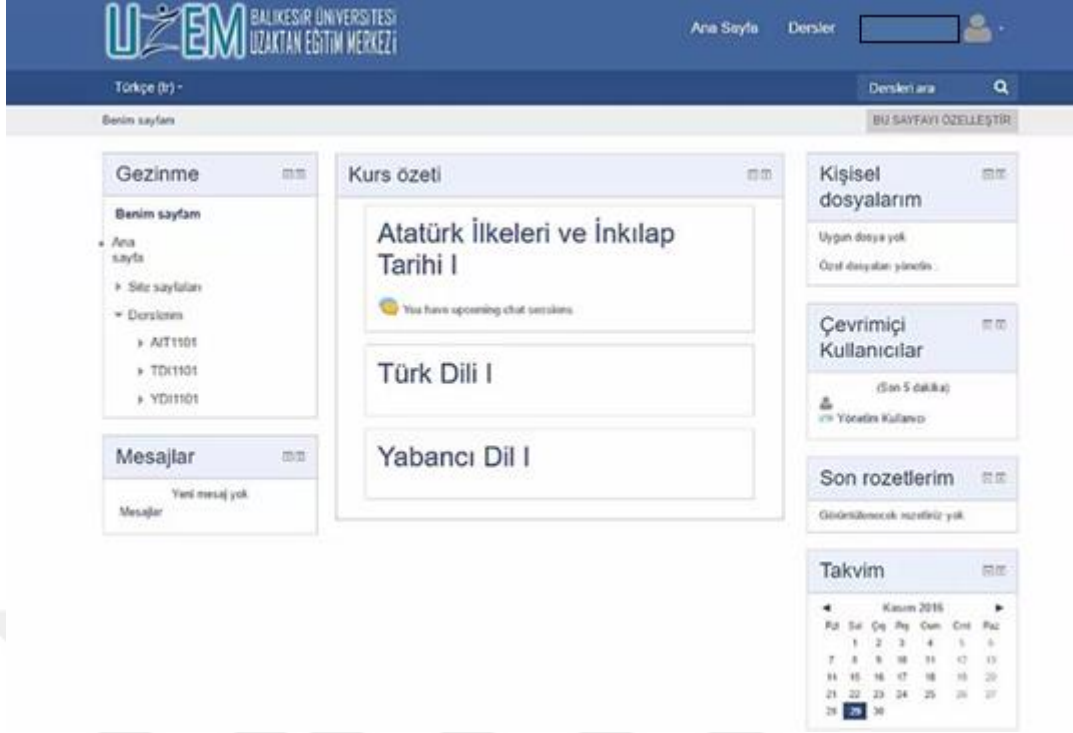 UZEM BALIKESİR ÜNİVERSİTESİ
UZAKTAN EĞİTİM MERKEZİ
Ana Sayfa Dersler
Türkçe (tr)
Dersleri ara
Benim sayfam
BU SAYFAYI ÖZELLEŞTİR
Gezinme
Benim sayfam
Ana
sayfa
Site sayfaları
Derslerim
AIT1101
TDI1101
YDI1101
Mesajlar
Yeni mesaj yok
Mesajlar
Kurs özeti
Atatürk İlkeleri ve İnkılap
Tarihi I
You have upcoming chat sessions
Türk Dili I
Yabancı Dil I
Kişisel
dosyalarım
Uygun dosya yok
Özel dosyaları yönetin...
Çevrimiçi
Kullanıcılar
(Son 5 dakika)
Yönetim Kullanıcı
Son rozetlerim
Görüntülenecek rozetiniz yok
Takvim
◄ Kasım 2016 ►
Pzt Sal Çrş Prş Cum Cmt Paz
1 2 3 4 5 6
7 8 9 10 11 12 13
14 15 16 17 18 19 20
21 22 23 24 25 26 27
28 29 30